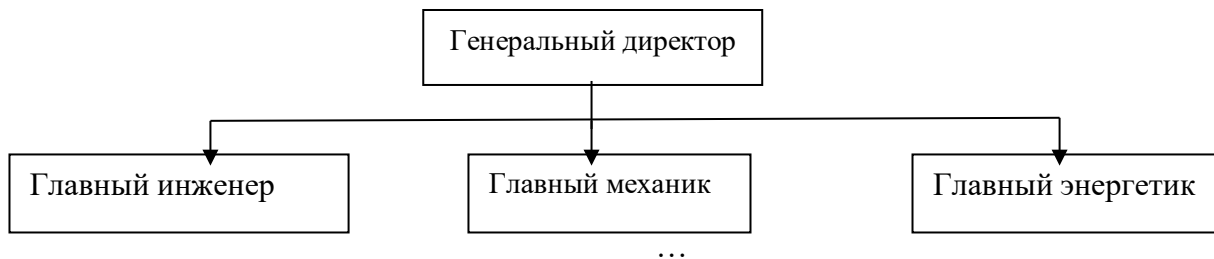 Генеральный директор
Главный инженер
Главный механик
Главный энергетик
…